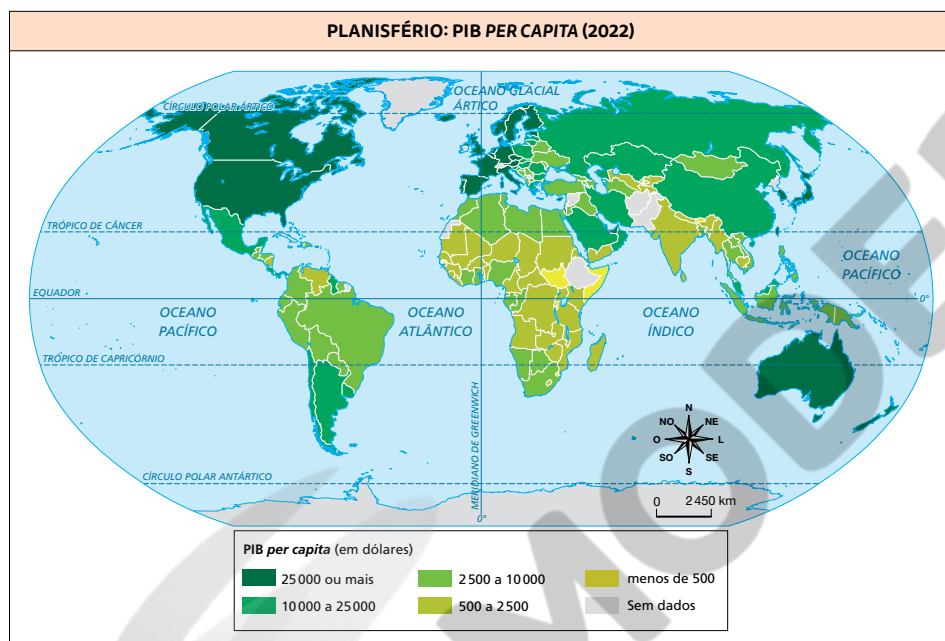 PLANISFÉRIO: PIB PER CAPITA (2022)
OCEANO GLACIAL
ÁRTICO
CÍRCULO POLAR ÁRTICO
TRÓPICO DE CÂNCER
OCEANO
PACÍFICO
EQUADOR
0°
OCEANO
PACÍFICO
OCEANO
ATLÂNTICO
OCEANO
ÍNDICO
TRÓPICO DE CAPRICÓRNIO
MERIDIANO DE GREENWICH
N
NO
NE
O
L
SO
SE
S
CÍRCULO POLAR ANTÁRTICO
0 2 450 km
0°
PIB per capita (em dólares)
25 000 ou mais
2 500 a 10 000
menos de 500
10 000 a 25 000
500 a 2 500
Sem dados